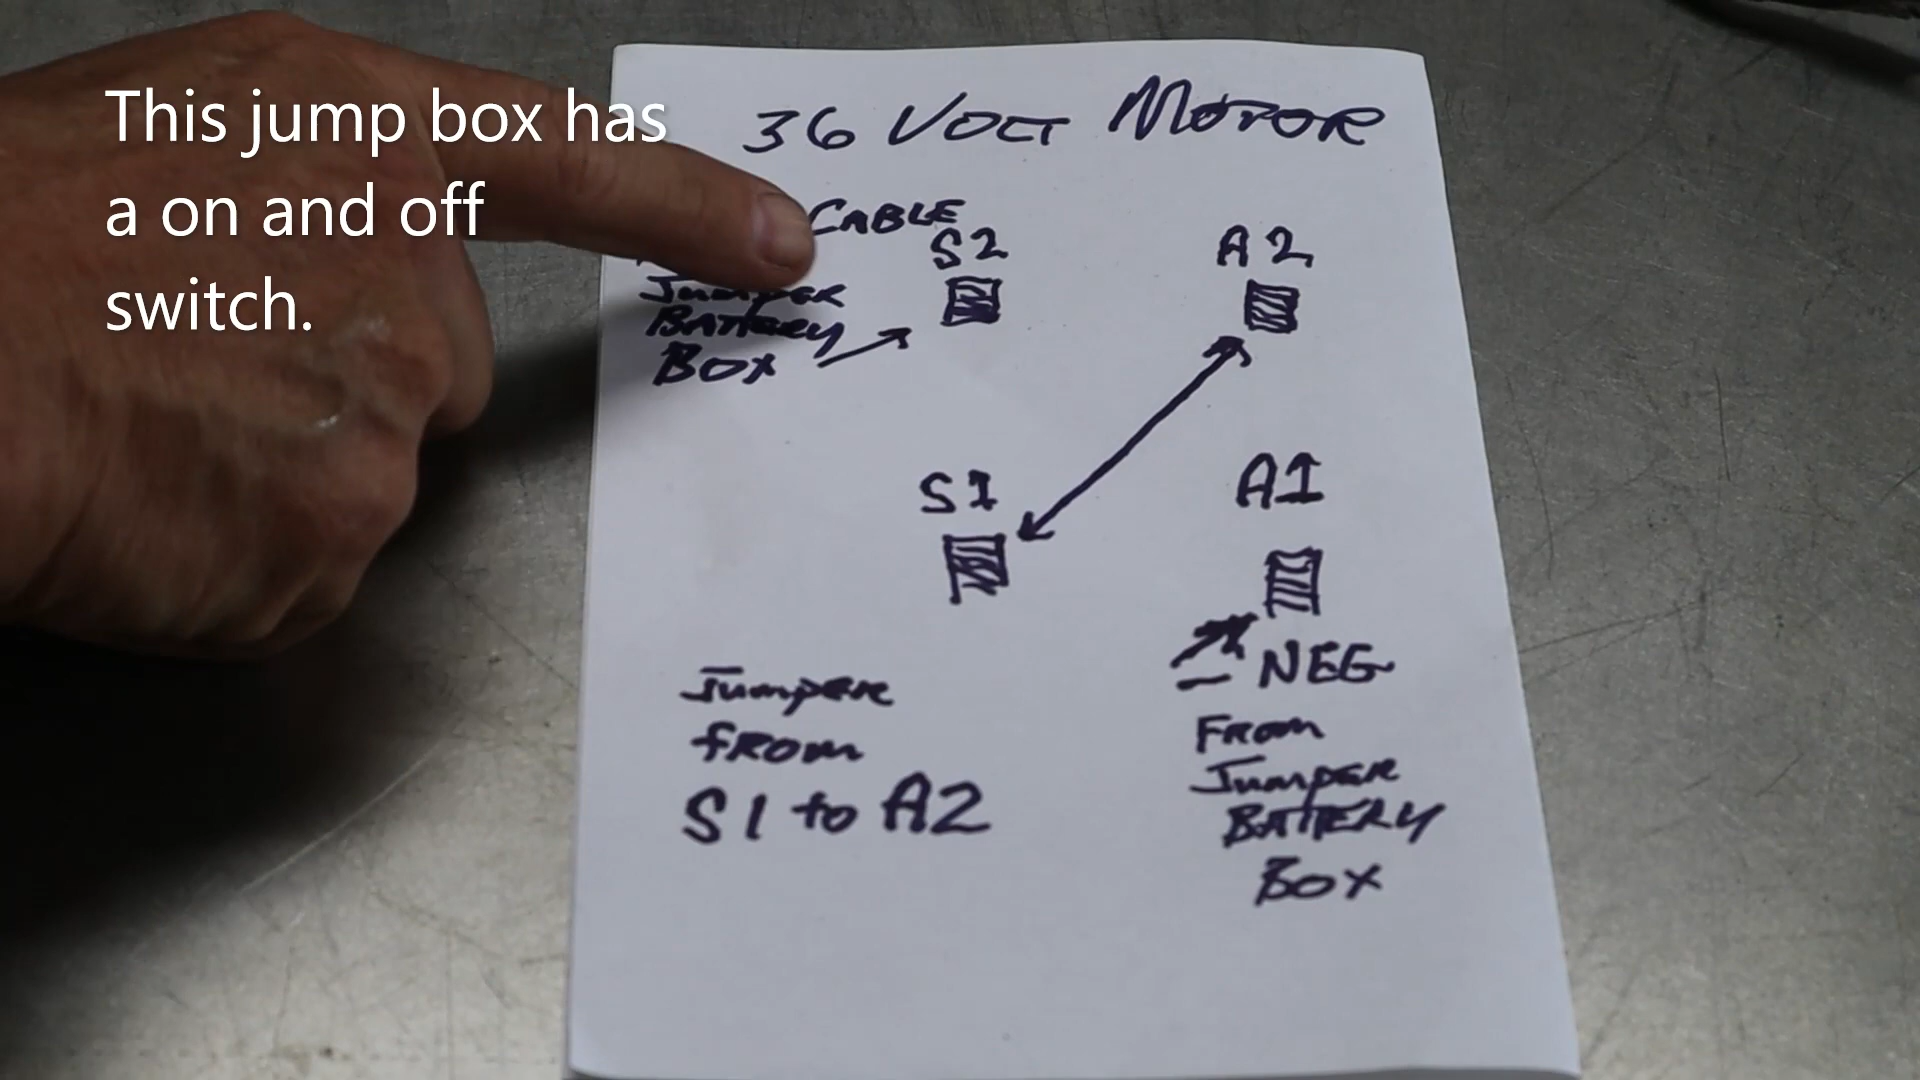 This jump box has
a on and off
switch.
36 VOLT MOTOR
CABLE
S2
A2
Jumper
BATTERY
Box
S1
A1
- NEG
From
Jumper
BATTERY
Box
Jumper
from
S1 to A2